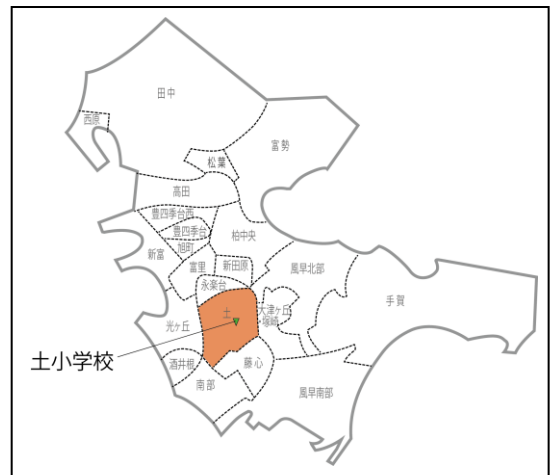 田中
西原
富勢
松葉
高田
豊四季台西
豊四季台
柏中央
旭町
新富
富里
新田原
風早北部
永楽台
手賀
土
大津ヶ丘
塚崎
光ヶ丘
土小学校
酒井根
藤心
南部
風早南部